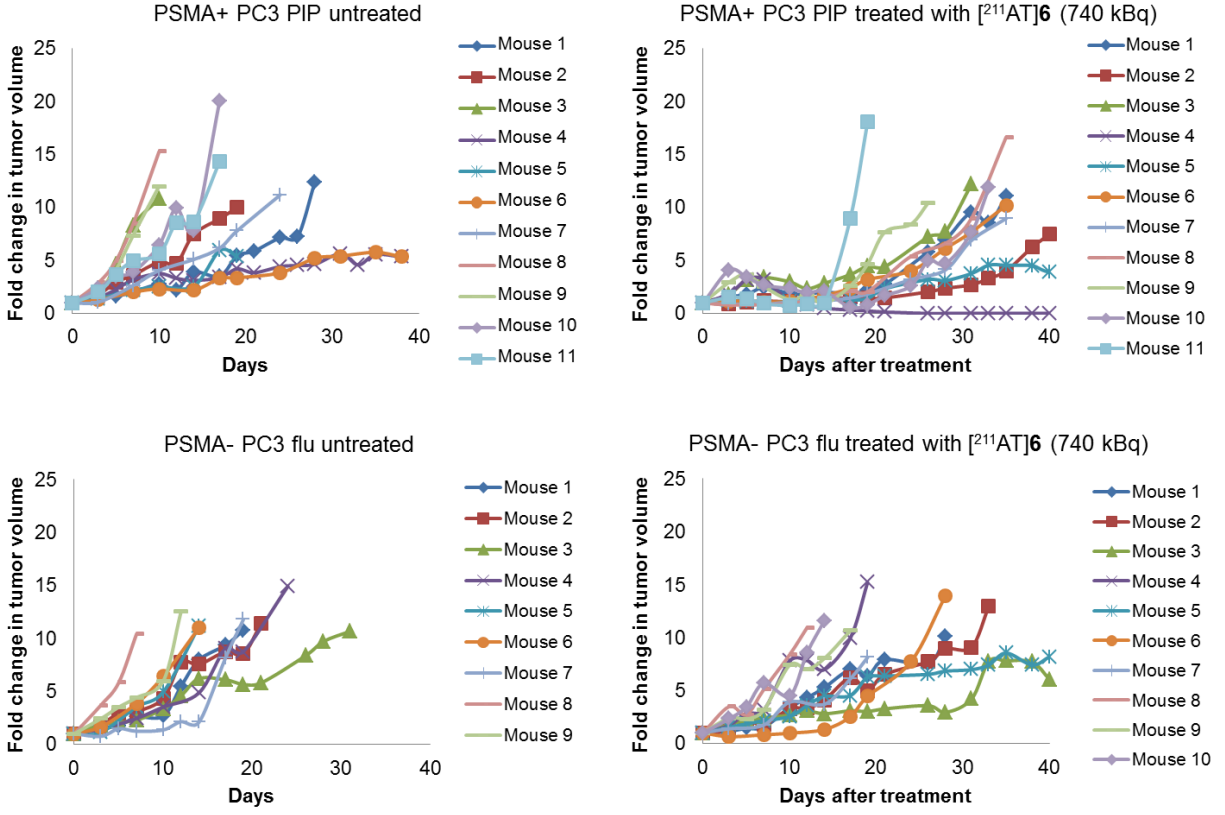 PSMA+ PC3 PIP untreated
Fold change in tumor volume
25
20
15
10
5
0
0
10
20
30
40
Days
Mouse 1
Mouse 2
Mouse 3
Mouse 4
Mouse 5
Mouse 6
Mouse 7
Mouse 8
Mouse 9
Mouse 10
Mouse 11
PSMA+ PC3 PIP treated with [²¹¹AT]6 (740 kBq)
Fold change in tumor volume
25
20
15
10
5
0
0
10
20
30
40
Days after treatment
Mouse 1
Mouse 2
Mouse 3
Mouse 4
Mouse 5
Mouse 6
Mouse 7
Mouse 8
Mouse 9
Mouse 10
Mouse 11
PSMA- PC3 flu untreated
Fold change in tumor volume
25
20
15
10
5
0
0
10
20
30
40
Days
Mouse 1
Mouse 2
Mouse 3
Mouse 4
Mouse 5
Mouse 6
Mouse 7
Mouse 8
Mouse 9
PSMA- PC3 flu treated with [²¹¹AT]6 (740 kBq)
Fold change in tumor volume
25
20
15
10
5
0
0
10
20
30
40
Days after treatment
Mouse 1
Mouse 2
Mouse 3
Mouse 4
Mouse 5
Mouse 6
Mouse 7
Mouse 8
Mouse 9
Mouse 10